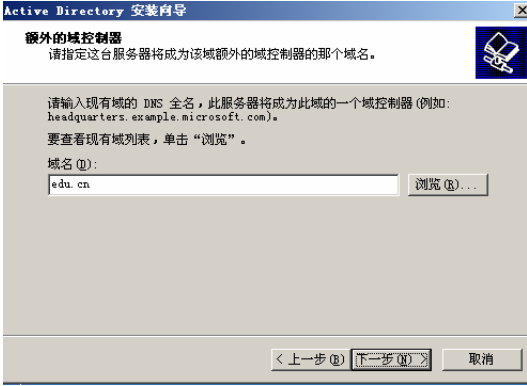 Active Directory 安装向导
额外的域控制器
请指定这台服务器将成为该域额外的域控制器的那个域名。
请输入现有域的 DNS 全名，此服务器将成为此域的一个域控制器(例如:
headquarters.example.microsoft.com)。
要查看现有域列表，单击“浏览”。
域名(D):
edu.cn
浏览(R)...
< 上一步(B) 下一步(N) > 取消